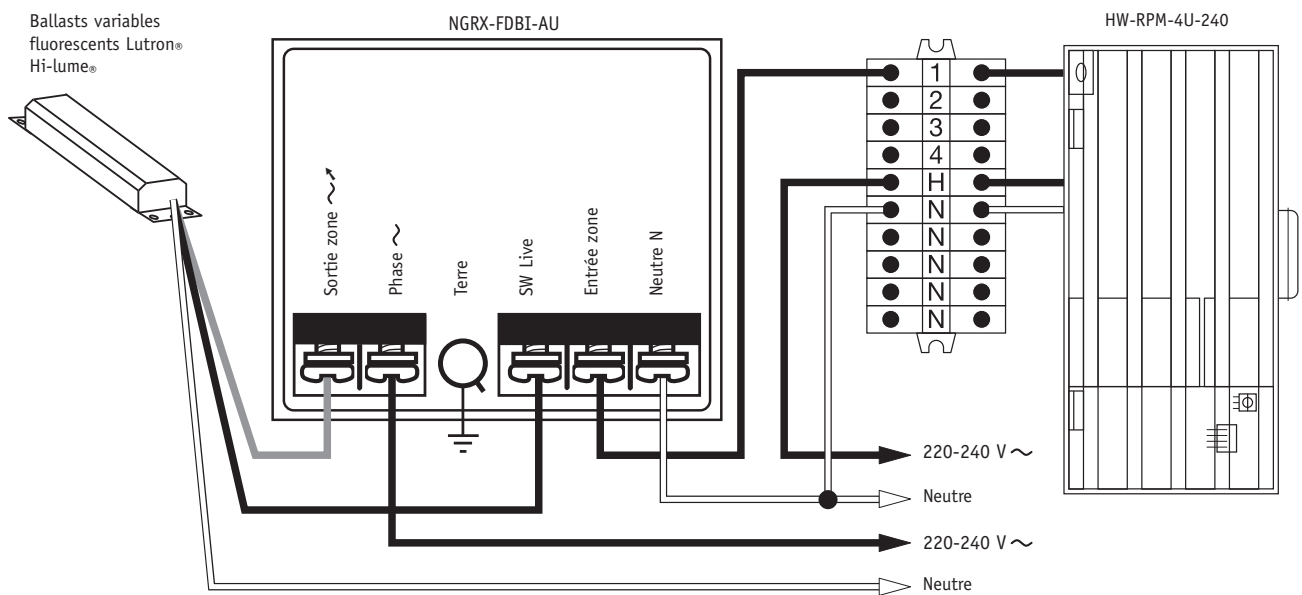 Ballasts variables
fluorescents Lutron®
Hi-lume®
NGRX-FDBI-AU
HW-RPM-4U-240
Sortie zone
Phase
Terre
SW Live
Entrée zone
Neutre N
1
2
3
4
H
N
N
N
N
N
220-240 V
Neutre
220-240 V
Neutre